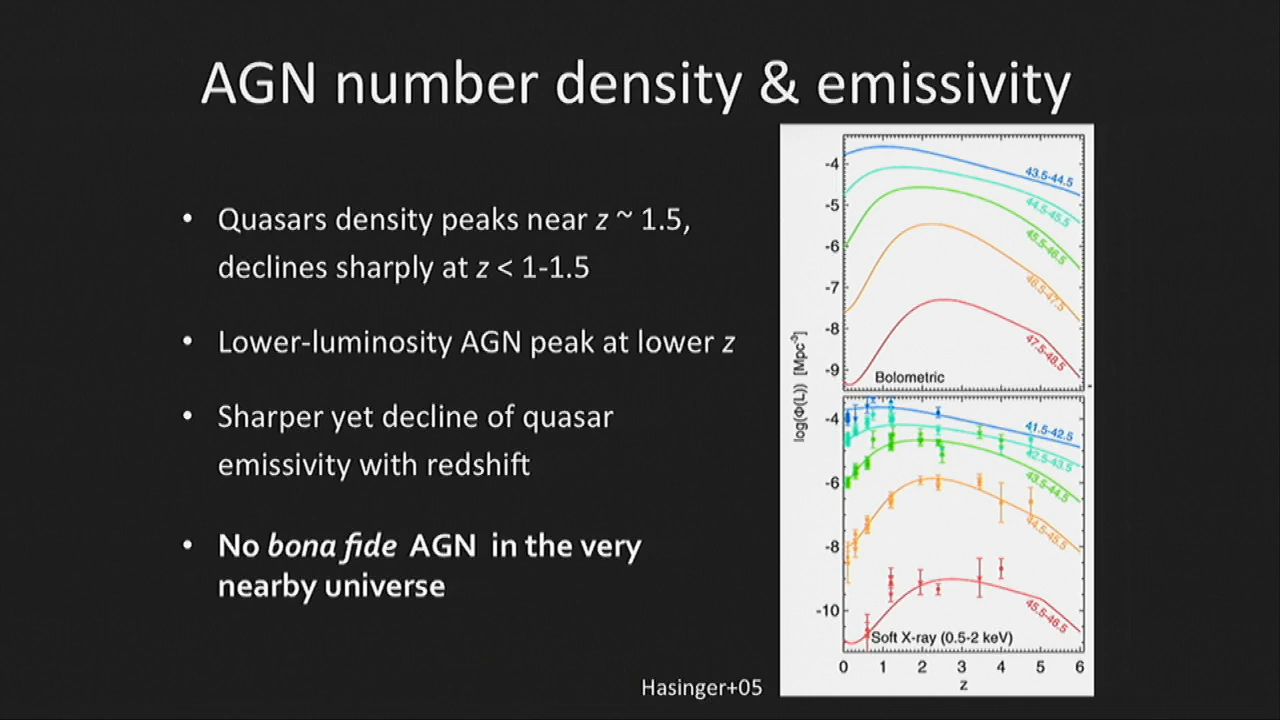 AGN number density & emissivity
• Quasars density peaks near z ~ 1.5,
declines sharply at z < 1-1.5
• Lower-luminosity AGN peak at lower z
• Sharper yet decline of quasar
emissivity with redshift
• No bona fide AGN in the very
nearby universe
Hasinger+05
log(Φ(L)) [Mpc⁻³]
-4
-5
-6
-7
-8
-9
43.5-44.5
44.5-45.5
45.5-46.5
46.5-47.5
47.5-48.5
Bolometric
-4
-6
-8
-10
41.5-42.5
42.5-43.5
43.5-44.5
44.5-45.5
45.5-46.5
Soft X-ray (0.5-2 keV)
0 1 2 3 4 5 6
z